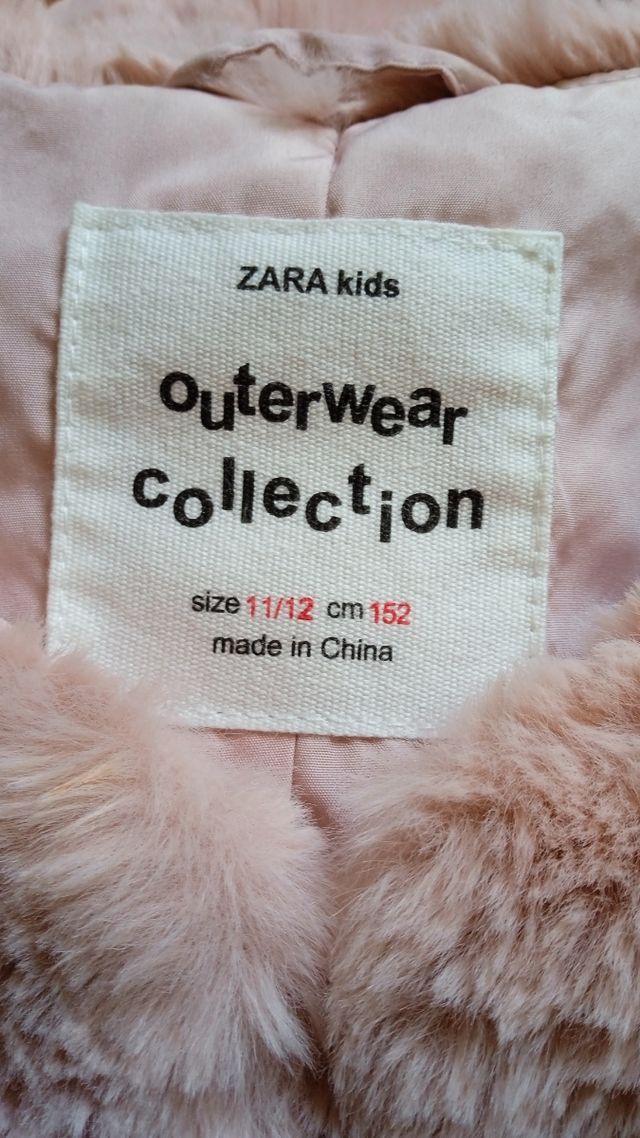 ZARA kids
outerwear
collection
size 11/12 cm 152
made in China